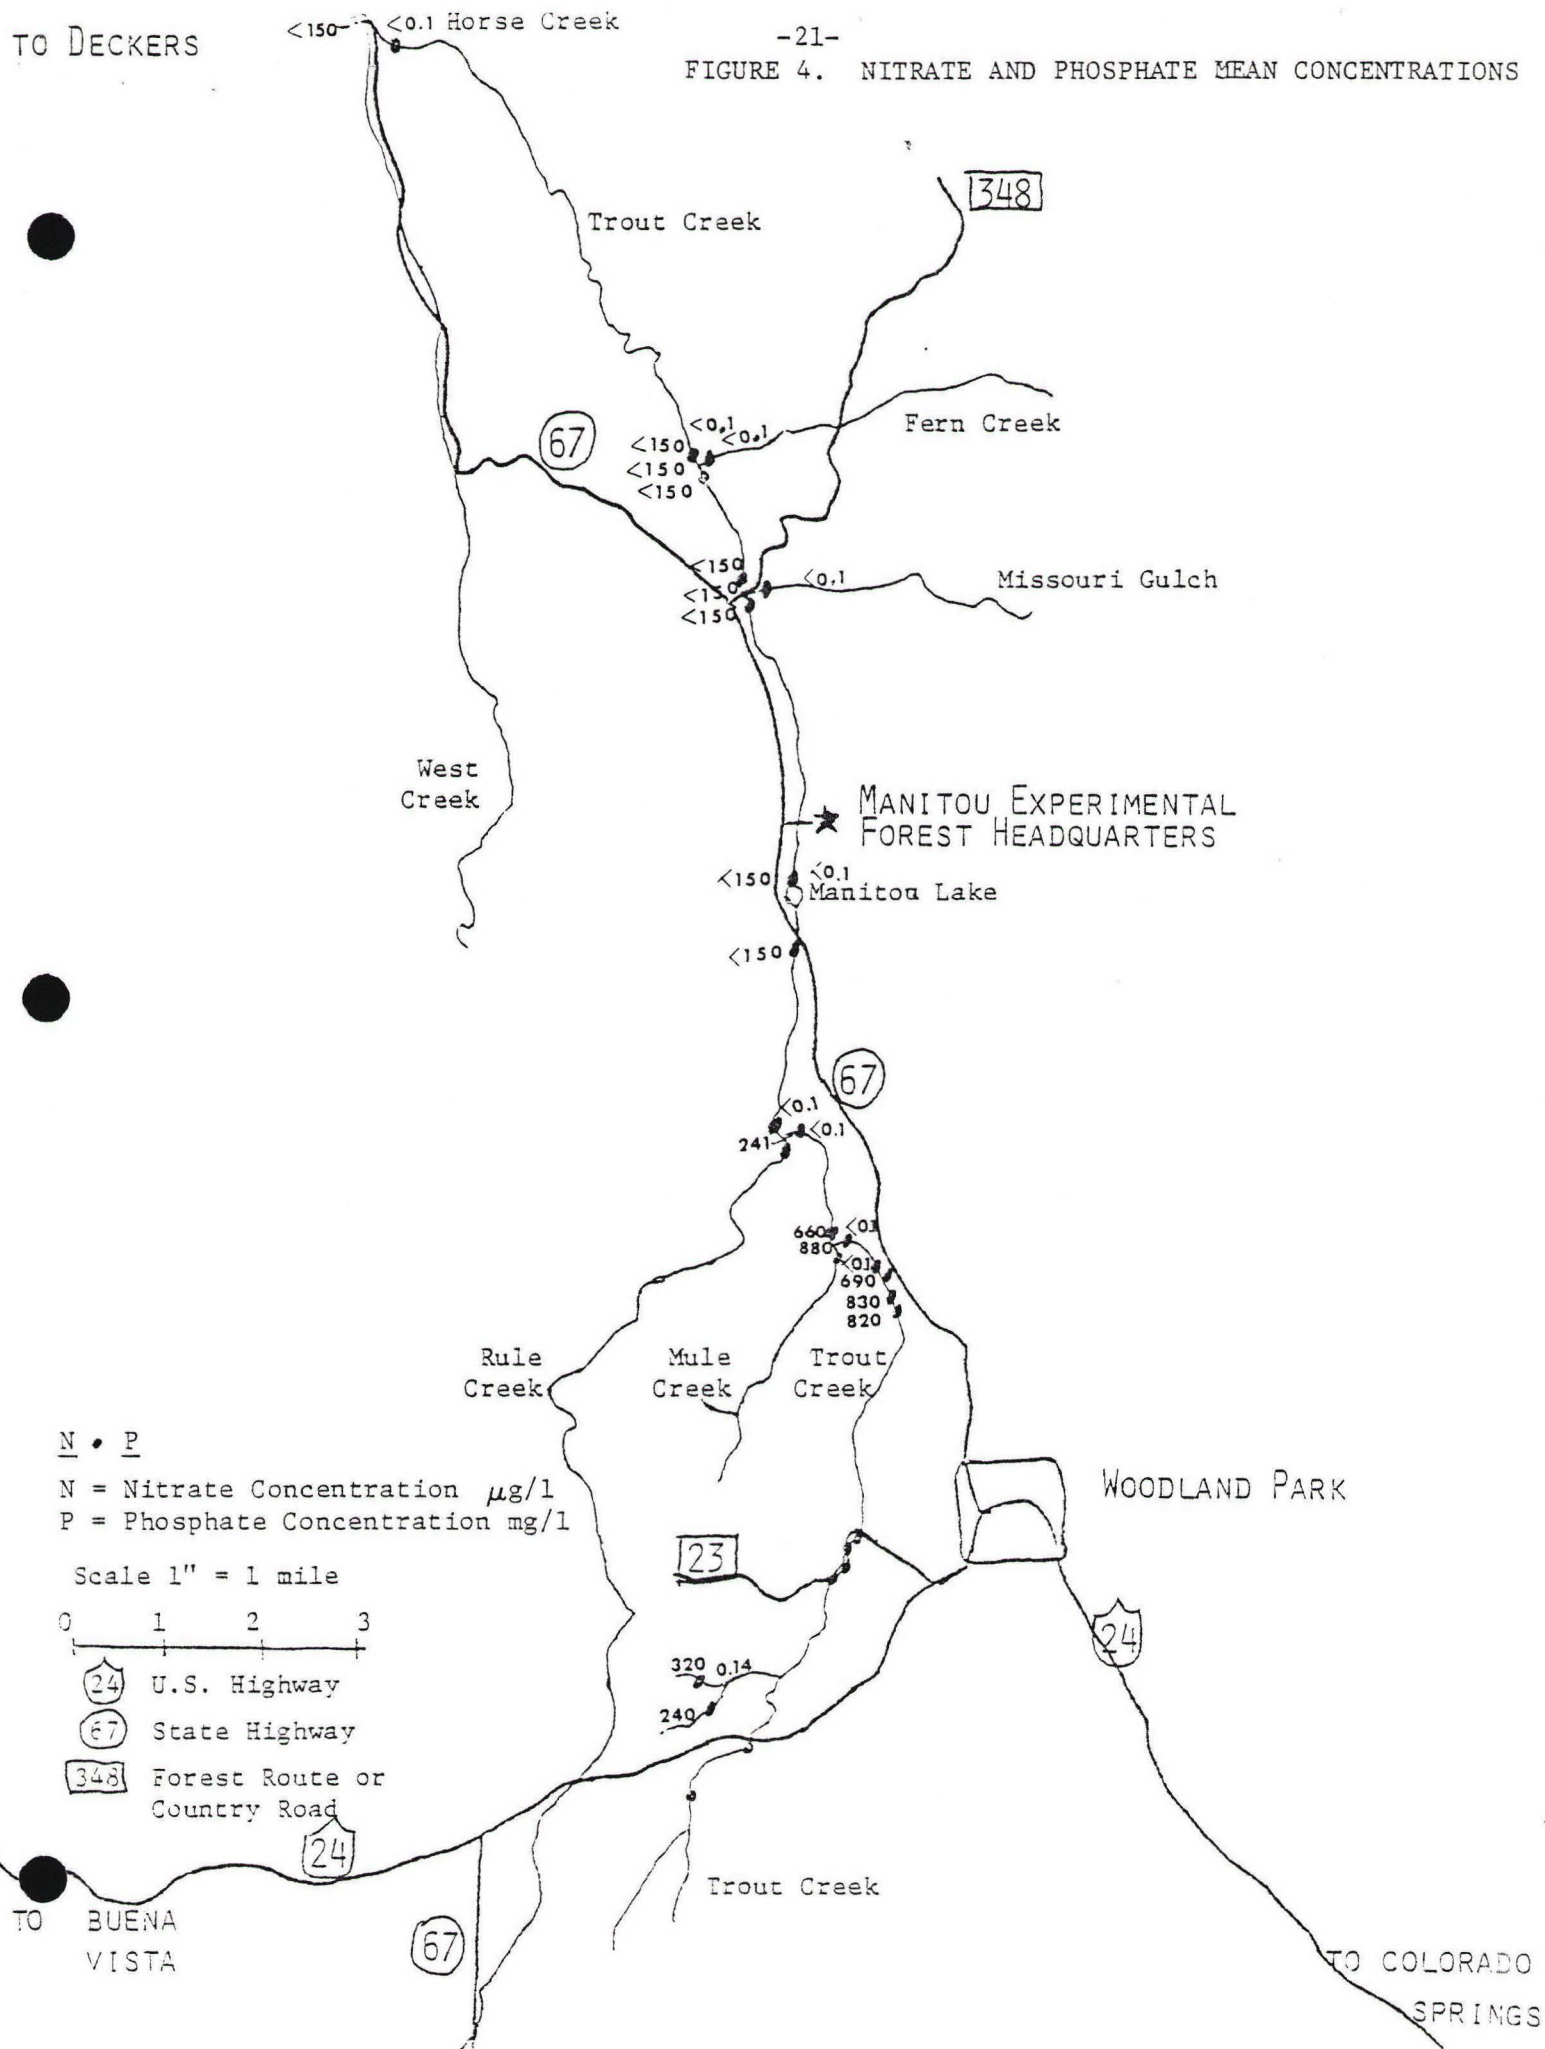 TO DECKERS
<150
<0.1 Horse Creek
-21-
FIGURE 4. NITRATE AND PHOSPHATE MEAN CONCENTRATIONS
348
Trout Creek
Fern Creek
67
<0.1
<0.1
<150
<150
<150
<150
<0.1
Missouri Gulch
<150
<150
West
Creek
MANITOU EXPERIMENTAL
FOREST HEADQUARTERS
<150
<0.1
Manitou Lake
<150
67
<0.1
<0.1
241
660
<0.1
880
<0.1
690
830
820
Rule
Creek
Mule
Creek
Trout
Creek
N • P
N = Nitrate Concentration µg/l
P = Phosphate Concentration mg/l
WOODLAND PARK
Scale 1" = 1 mile
0 1 2 3
23
24
24 U.S. Highway
67 State Highway
348 Forest Route or
Country Road
320 0.14
240
24
Trout Creek
TO BUENA
VISTA
67
TO COLORADO
SPRINGS